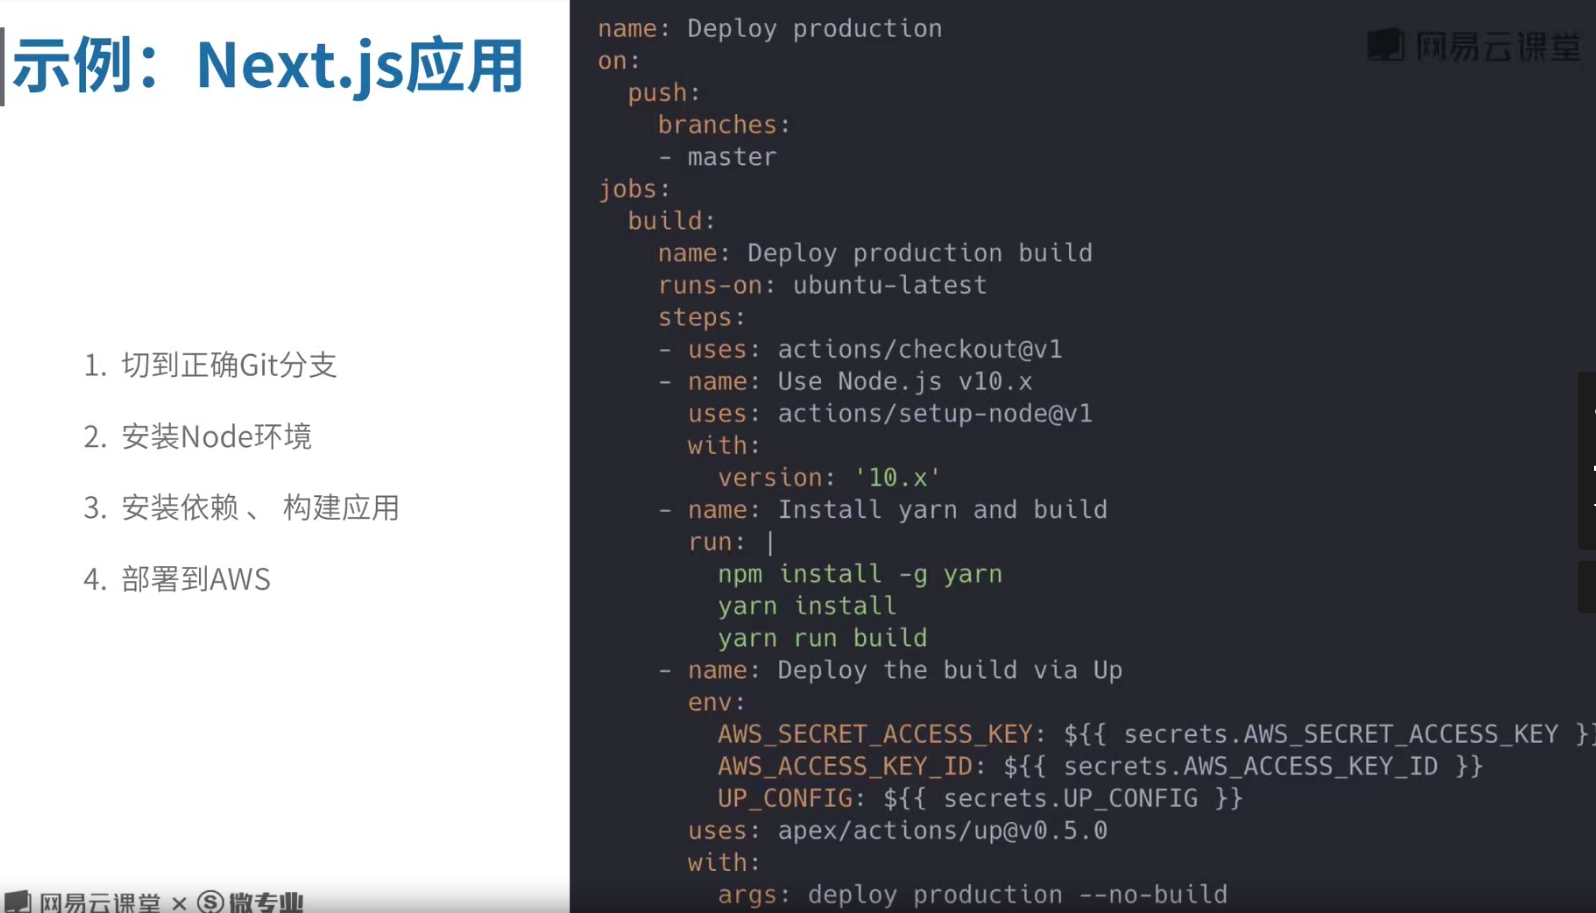 示例：Next.js应用
1. 切到正确Git分支
2. 安装Node环境
3. 安装依赖、 构建应用
4. 部署到AWS
网易云课堂 × 微专业
网易云课堂
name: Deploy production
on:
  push:
    branches:
    - master
jobs:
  build:
    name: Deploy production build
    runs-on: ubuntu-latest
    steps:
    - uses: actions/checkout@v1
    - name: Use Node.js v10.x
      uses: actions/setup-node@v1
      with:
        version: '10.x'
    - name: Install yarn and build
      run: |
        npm install -g yarn
        yarn install
        yarn run build
    - name: Deploy the build via Up
      env:
        AWS_SECRET_ACCESS_KEY: ${{ secrets.AWS_SECRET_ACCESS_KEY }}
        AWS_ACCESS_KEY_ID: ${{ secrets.AWS_ACCESS_KEY_ID }}
        UP_CONFIG: ${{ secrets.UP_CONFIG }}
      uses: apex/actions/up@v0.5.0
      with:
        args: deploy production --no-build